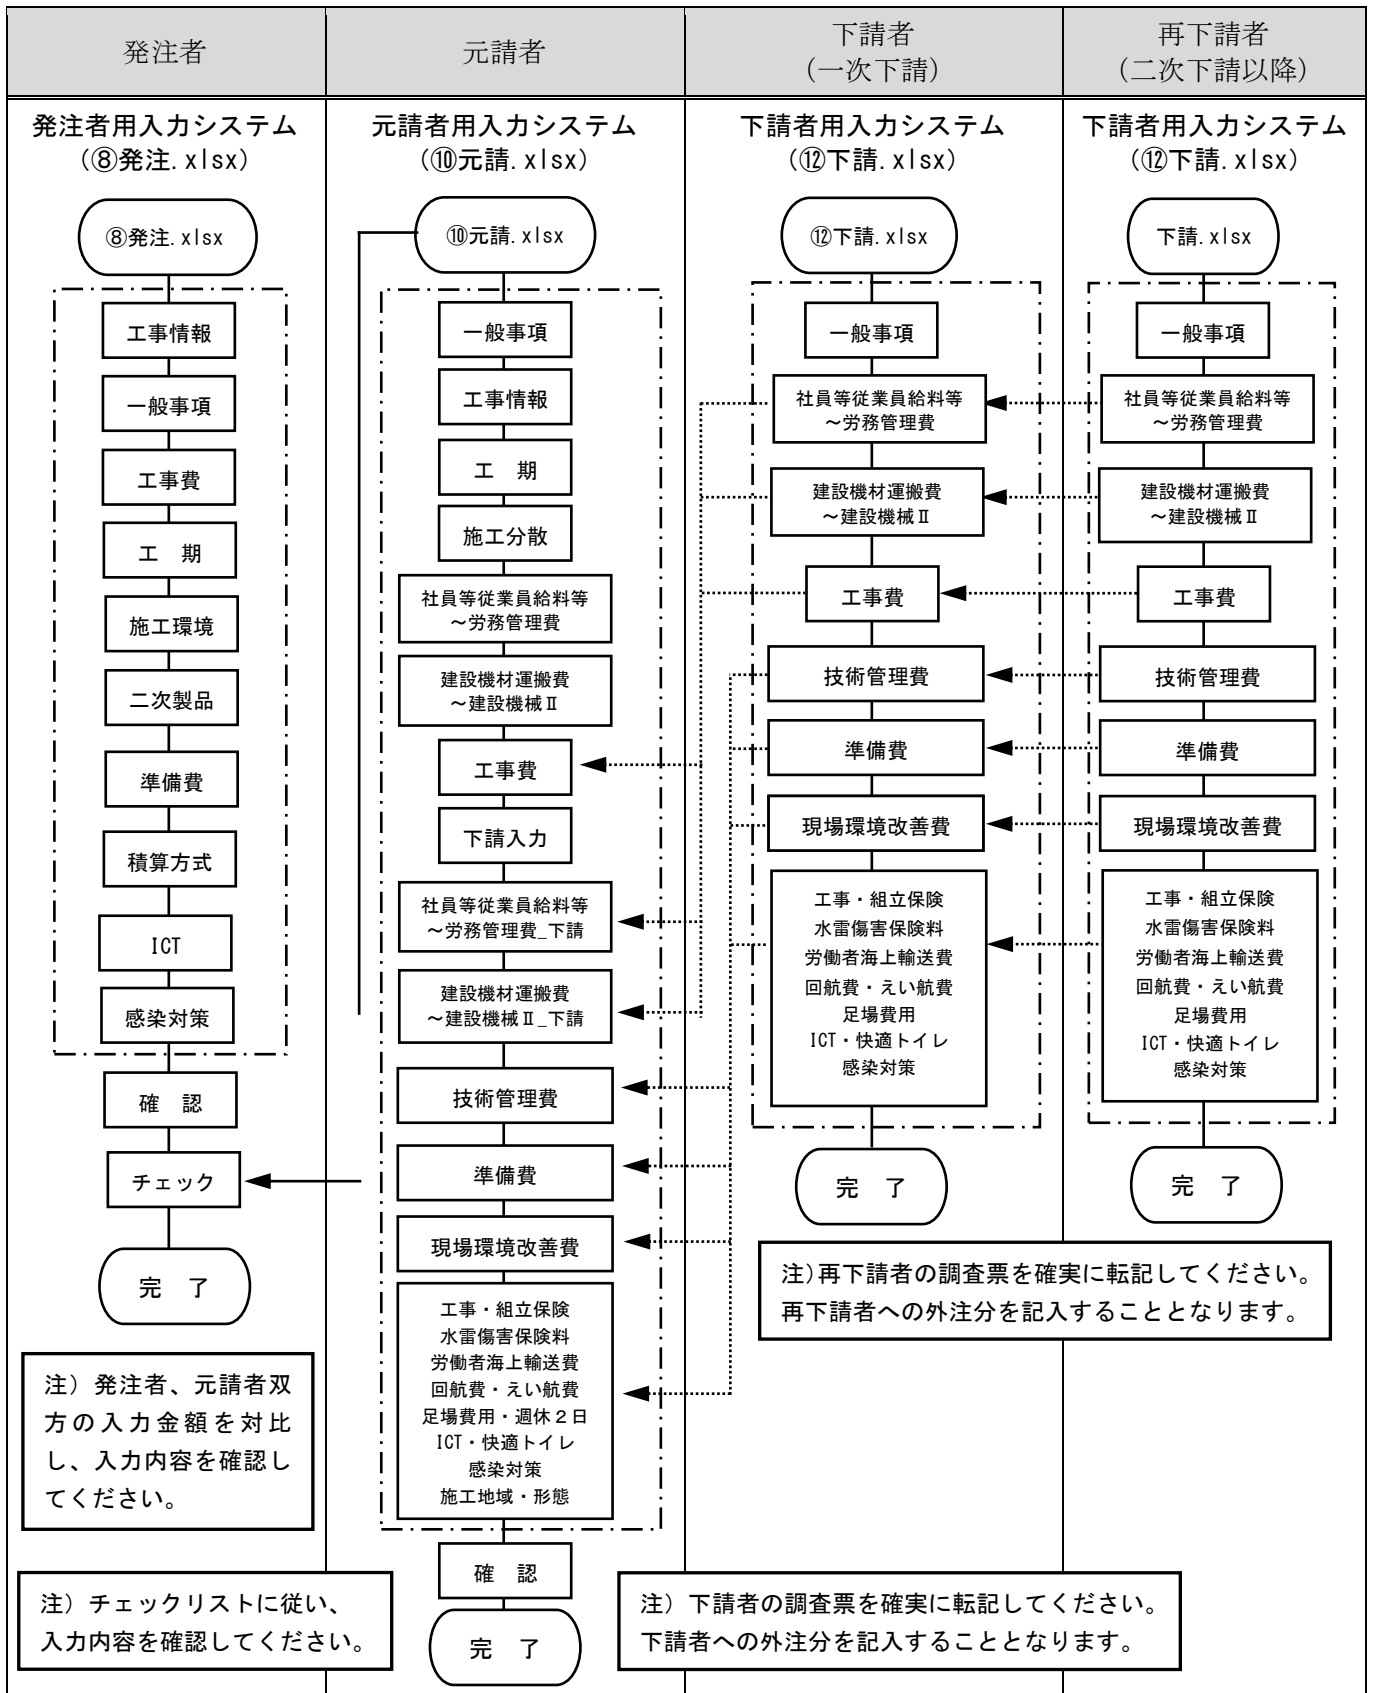 発注者
元請者
下請者
(一次下請)
再下請者
(二次下請以降)
発注者用入力システム
(⑧発注.xlsx)
⑧発注.xlsx
工事情報
一般事項
工事費
工 期
施工環境
二次製品
準備費
積算方式
ICT
感染対策
確 認
チェック
完 了
注) 発注者、元請者双
方の入力金額を対比
し、入力内容を確認し
てください。
注) チェックリストに従い、
入力内容を確認してください。
元請者用入力システム
(⑩元請.xlsx)
⑩元請.xlsx
一般事項
工事情報
工 期
施工分散
社員等従業員給料等
～労務管理費
建設機材運搬費
～建設機械Ⅱ
工事費
下請入力
社員等従業員給料等
～労務管理費_下請
建設機材運搬費
～建設機械Ⅱ_下請
技術管理費
準備費
現場環境改善費
工事・組立保険
水雷傷害保険料
労働者海上輸送費
回航費・えい航費
足場費用・週休２日
ICT・快適トイレ
感染対策
施工地域・形態
確 認
完 了
下請者用入力システム
(⑫下請.xlsx)
⑫下請.xlsx
一般事項
社員等従業員給料等
～労務管理費
建設機材運搬費
～建設機械Ⅱ
工事費
技術管理費
準備費
現場環境改善費
工事・組立保険
水雷傷害保険料
労働者海上輸送費
回航費・えい航費
足場費用
ICT・快適トイレ
感染対策
完 了
下請者用入力システム
(⑫下請.xlsx)
下請.xlsx
一般事項
社員等従業員給料等
～労務管理費
建設機材運搬費
～建設機械Ⅱ
工事費
技術管理費
準備費
現場環境改善費
工事・組立保険
水雷傷害保険料
労働者海上輸送費
回航費・えい航費
足場費用
ICT・快適トイレ
感染対策
完 了
注)再下請者の調査票を確実に転記してください。
再下請者への外注分を記入することとなります。
注) 下請者の調査票を確実に転記してください。
下請者への外注分を記入することとなります。